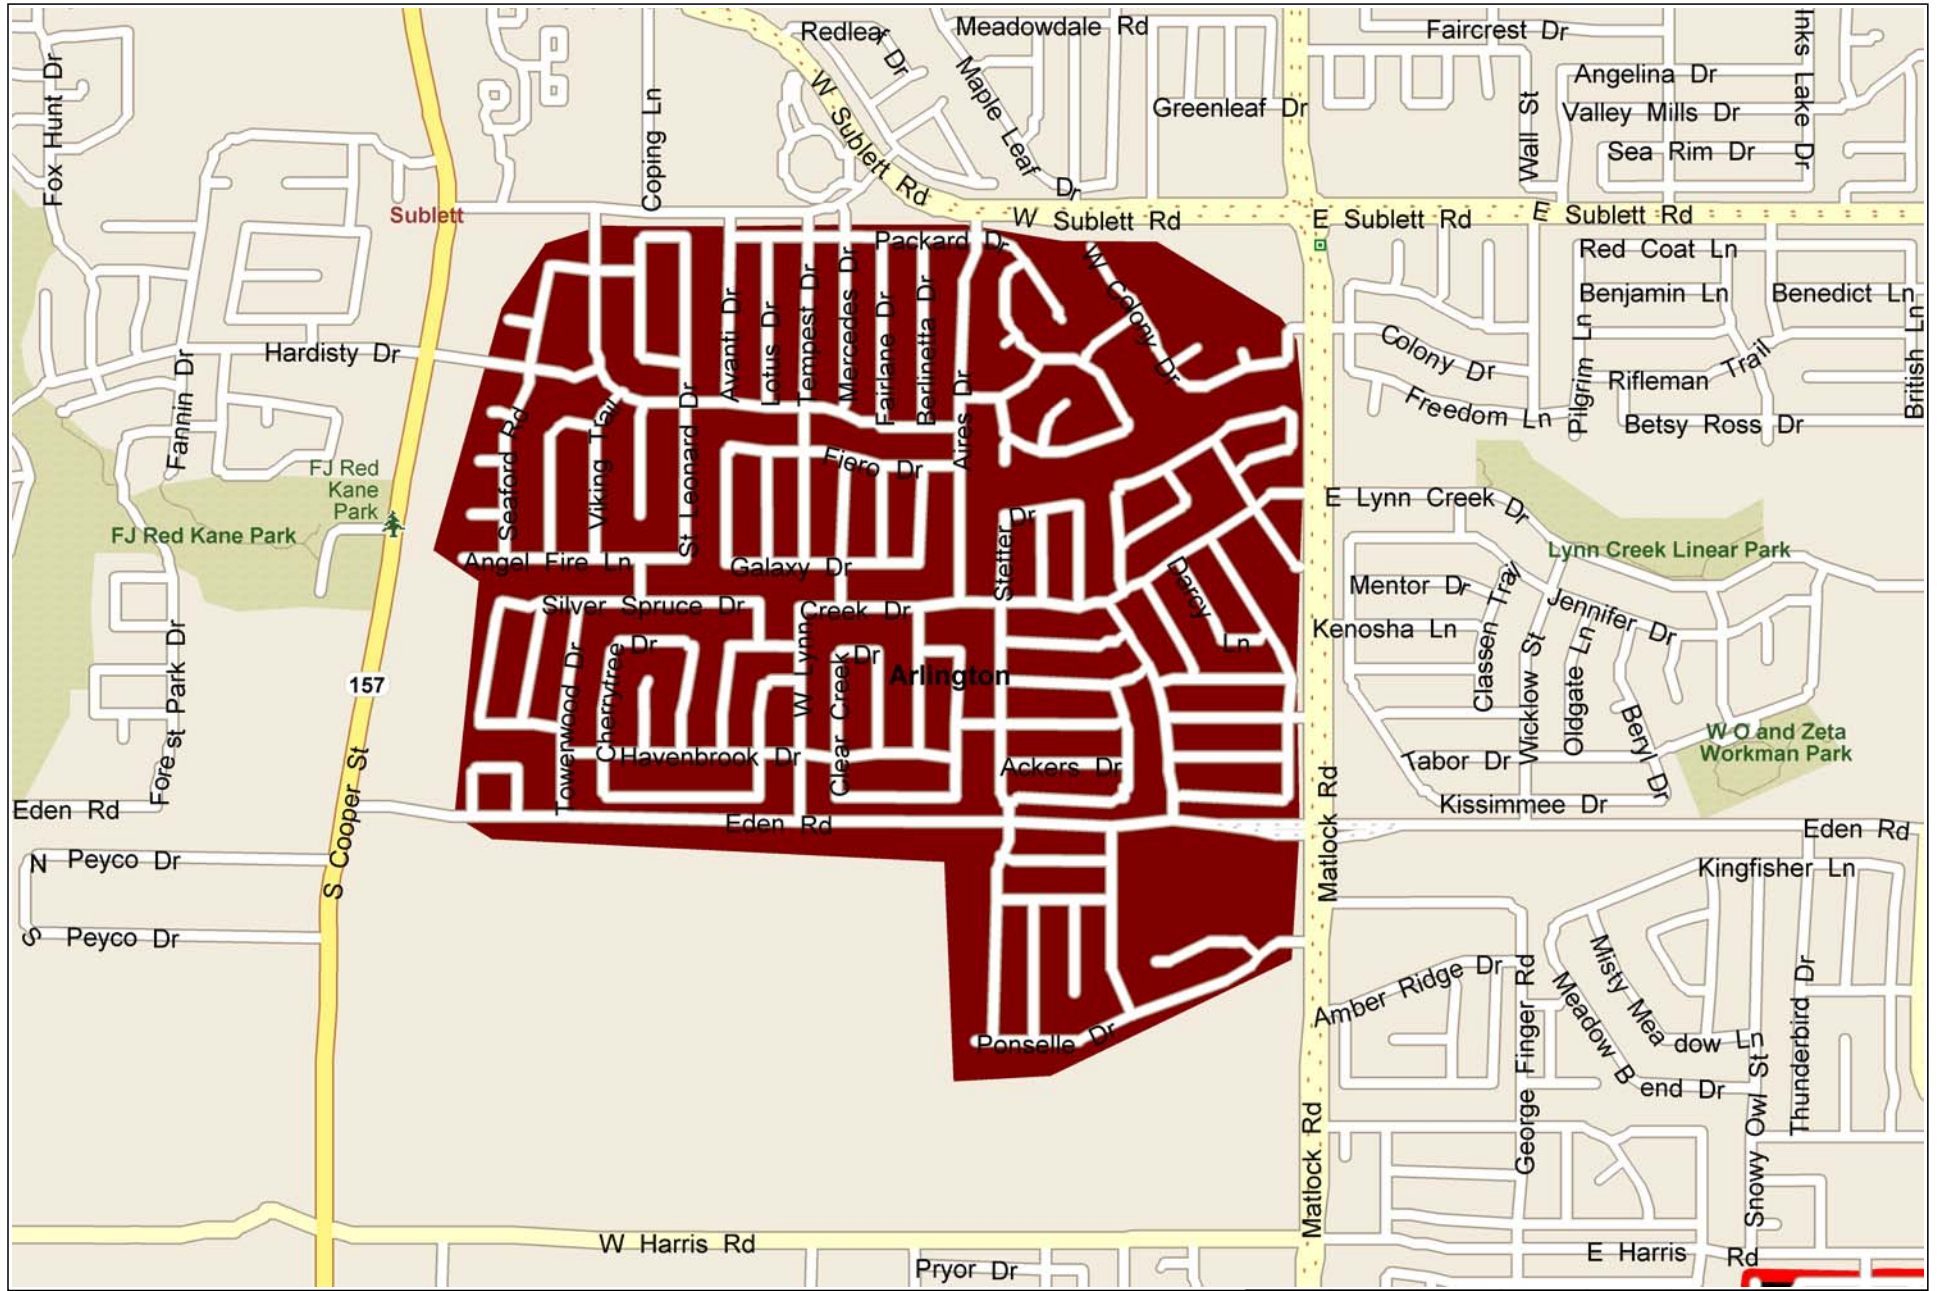 Redleaf Dr
Meadowdale Rd
Faircrest Dr
Inks Lake Dr
Fox Hunt Dr
Coping Ln
W Sublett Rd
Maple Leaf Dr
Greenleaf Dr
Wall St
Angelina Dr
Valley Mills Dr
Sea Rim Dr
Sublett
W Sublett Rd
E Sublett Rd
E Sublett Rd
Packard Dr
W Colony Dr
Red Coat Ln
Benjamin Ln
Benedict Ln
British Ln
Hardisty Dr
Fannin Dr
Avanti Dr
Lotus Dr
Tempest Dr
Mercedes Dr
Fairlane Dr
Berlinetta Dr
Aires Dr
Colony Dr
Freedom Ln
Pilgrim Ln
Rifleman Trail
Betsy Ross Dr
Seaford Rd
Viking Trail
St Leonard Dr
Fiero Dr
FJ Red
Kane
Park
FJ Red Kane Park
E Lynn Creek Dr
Stetter Dr
Lynn Creek Linear Park
Angel Fire Ln
Galaxy Dr
Darcy Ln
Mentor Dr
Classen Trail
Jennifer Dr
Silver Spruce Dr
W Lynn Creek Dr
Kenosha Ln
Wicklow St
Oldgate Ln
Forest Park Dr
Towerwood Dr
Cherrytree Dr
Clear Creek Dr
Arlington
157
Beryl Dr
W O and Zeta
Workman Park
Havenbrook Dr
Ackers Dr
Tabor Dr
Kissimmee Dr
Eden Rd
Eden Rd
Eden Rd
S Cooper St
Matlock Rd
N Peyco Dr
S Peyco Dr
Kingfisher Ln
Amber Ridge Dr
George Finger Rd
Misty Meadow Ln
Meadow Bend Dr
Thunderbird Dr
Snowy Owl St
Ponselle Dr
Matlock Rd
W Harris Rd
E Harris Rd
Pryor Dr